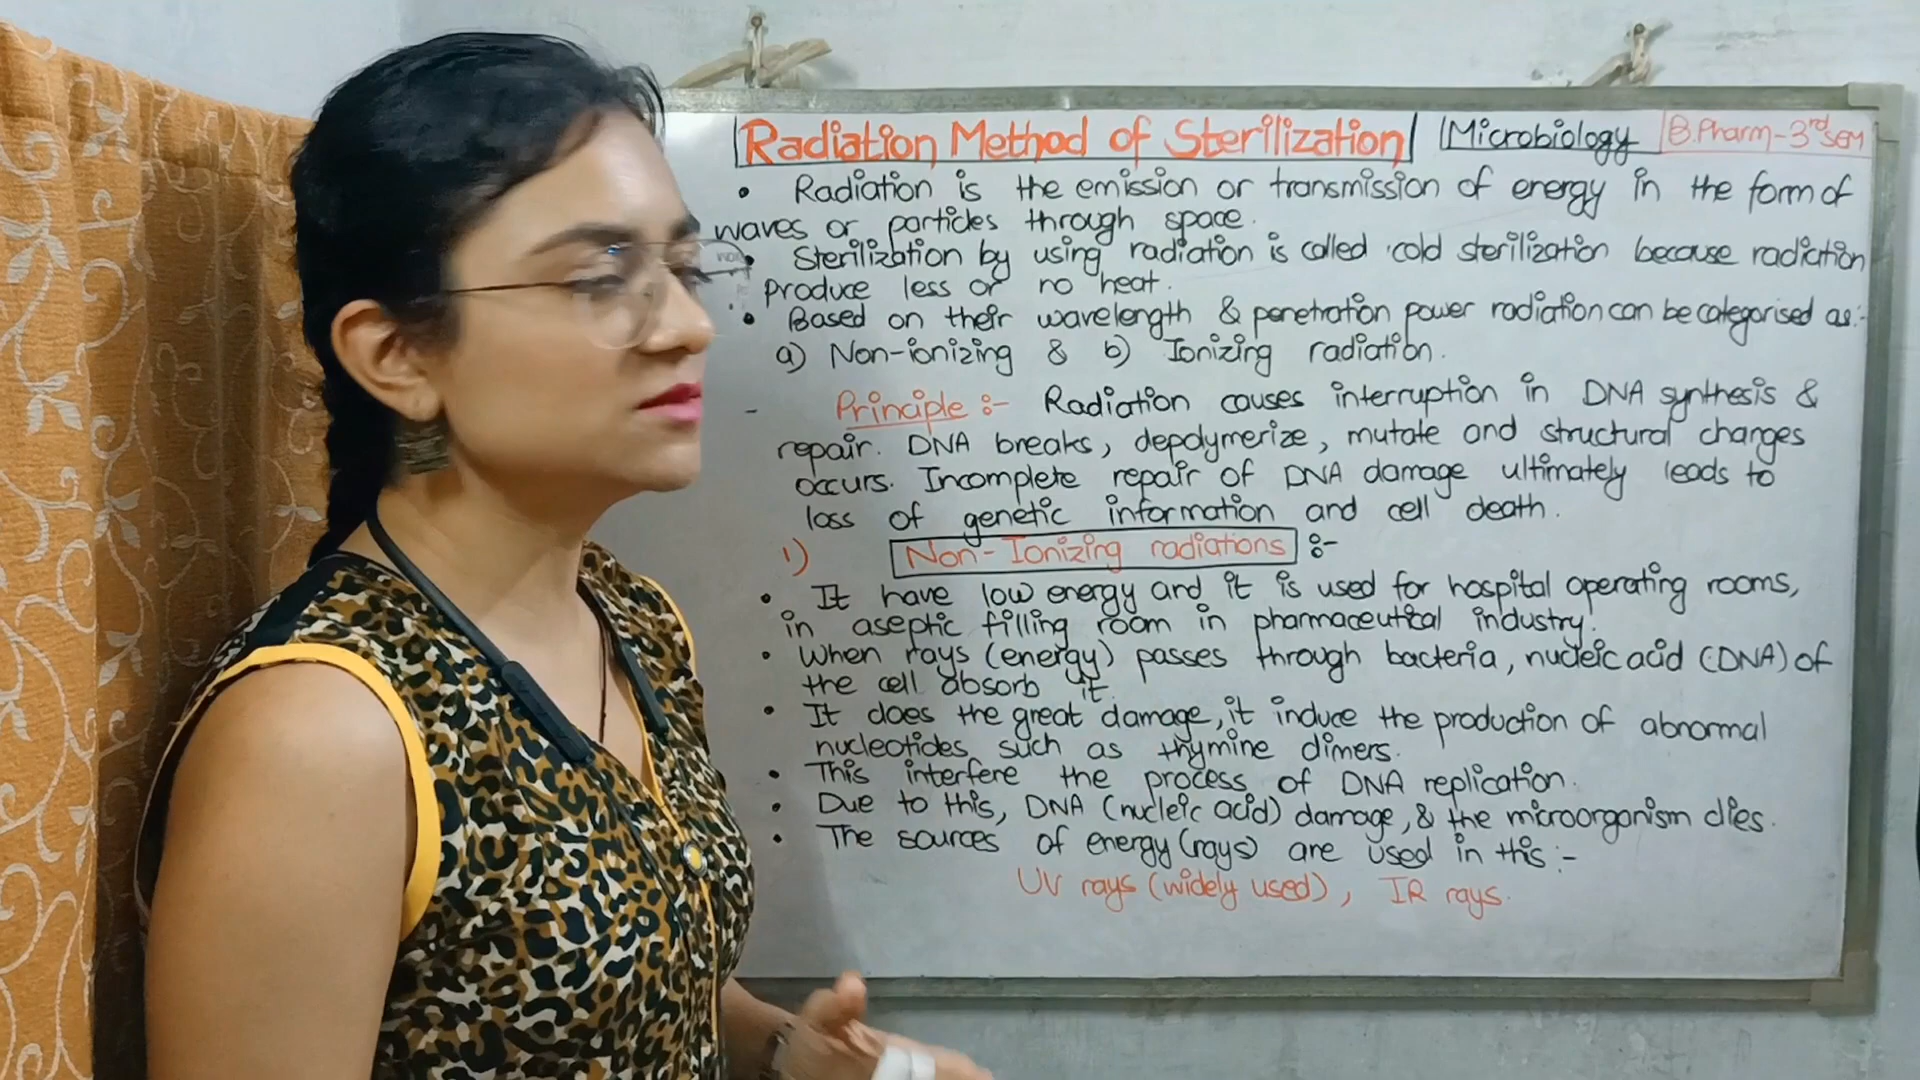 Radiation Method of Sterilization Microbiology B.Pharm-3rd SEM
• Radiation is the emission or transmission of energy in the form of
waves or particles through space.
• Sterilization by using radiation is called 'cold sterilization because radiation
produce less or no heat.
• Based on their wavelength & penetration power radiation can be categorised as:-
a) Non-ionizing & b) Ionizing radiation.
- Principle :- Radiation causes interruption in DNA synthesis &
repair. DNA breaks, depolymerize, mutate and structural changes
occurs. Incomplete repair of DNA damage ultimately leads to
loss of genetic information and cell death.
1) Non-Ionizing radiations :-
• It have low energy and it is used for hospital operating rooms,
in aseptic filling room in pharmaceutical industry.
• When rays (energy) passes through bacteria, nucleic acid (DNA) of
the cell absorb it.
• It does the great damage, it induce the production of abnormal
nucleotides such as thymine dimers.
• This interfere the process of DNA replication.
• Due to this, DNA (nucleic acid) damage, & the microorganism dies.
• The sources of energy (rays) are used in this :-
UV rays (widely used), IR rays.